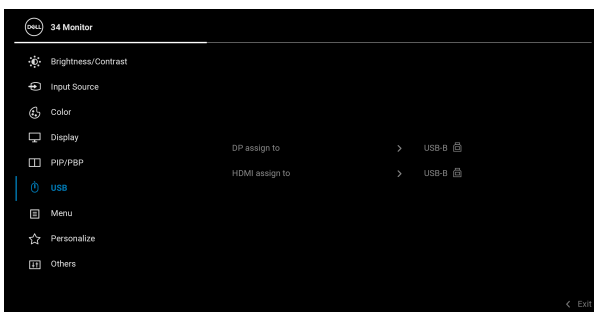 DELL 34 Monitor
Brightness/Contrast
Input Source
Color
Display
DP assign to USB-B
PIP/PBP
HDMI assign to USB-B
USB
Menu
Personalize
Others
Exit